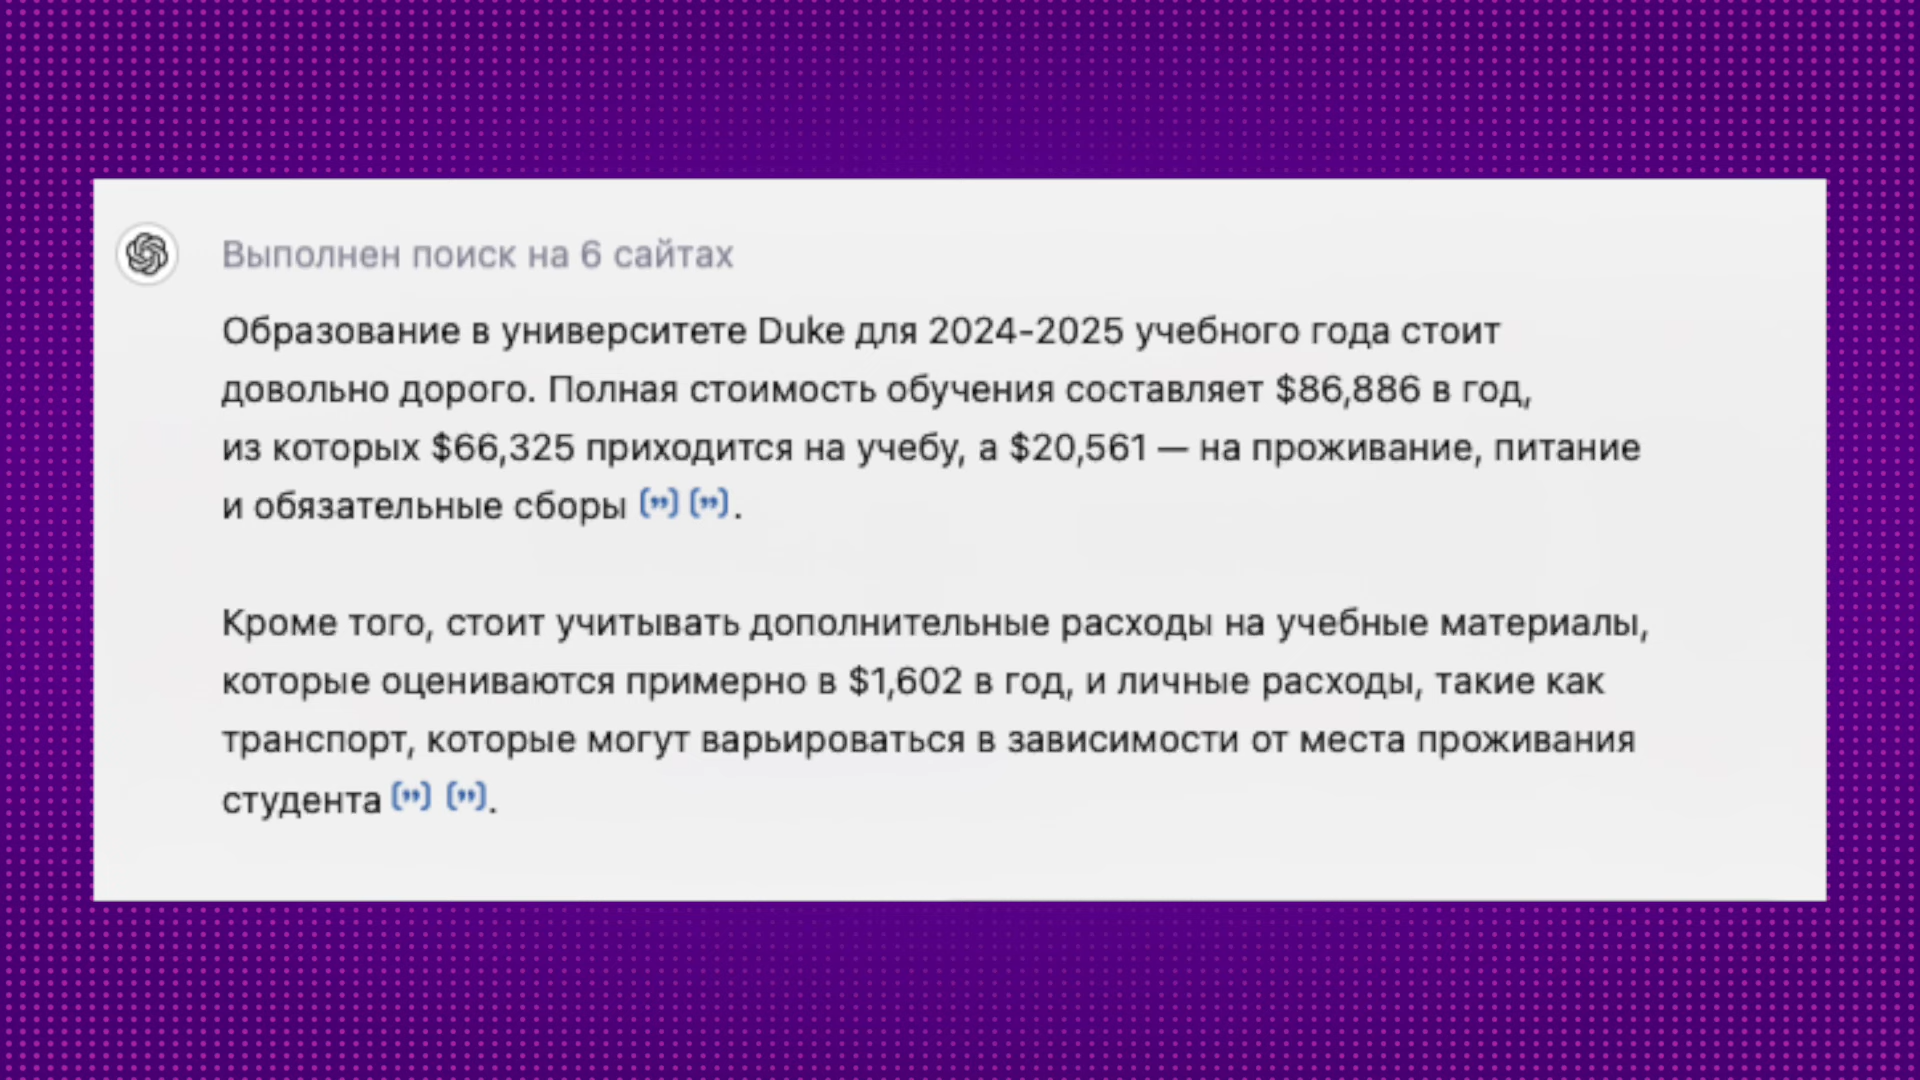 Выполнен поиск на 6 сайтах
Образование в университете Duke для 2024-2025 учебного года стоит
довольно дорого. Полная стоимость обучения составляет $86,886 в год,
из которых $66,325 приходится на учебу, а $20,561 — на проживание, питание
и обязательные сборы (”) (”).
Кроме того, стоит учитывать дополнительные расходы на учебные материалы,
которые оцениваются примерно в $1,602 в год, и личные расходы, такие как
транспорт, которые могут варьироваться в зависимости от места проживания
студента (”) (”).